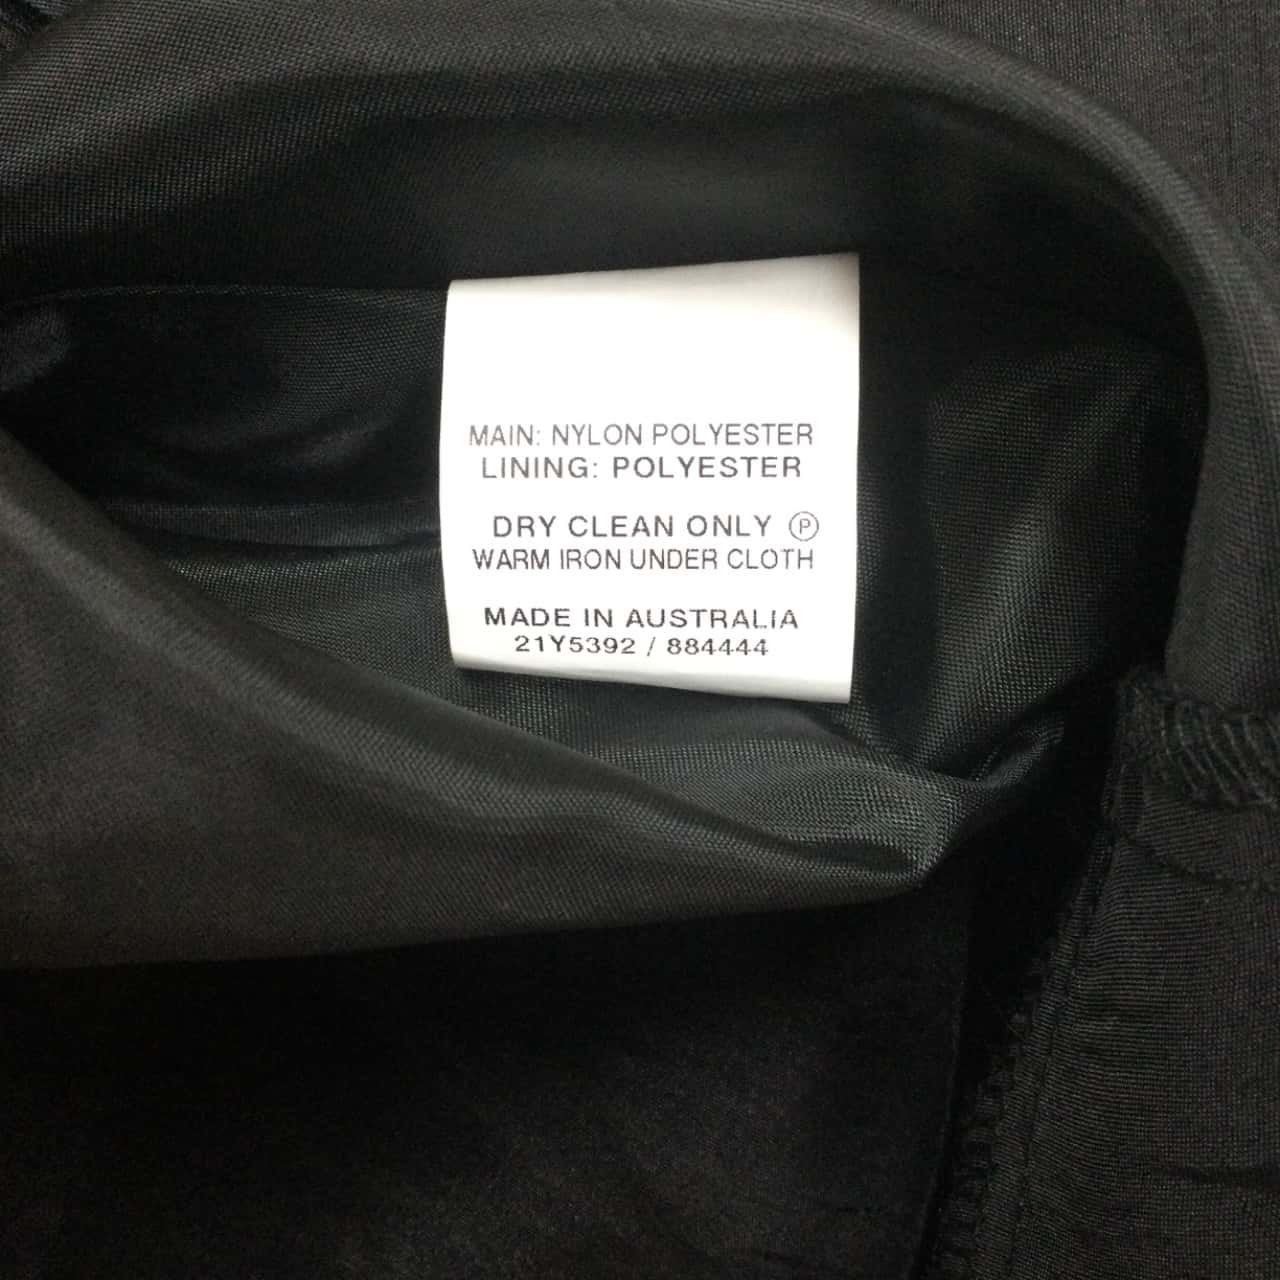 MAIN: NYLON POLYESTER
LINING: POLYESTER
DRY CLEAN ONLY Ⓟ
WARM IRON UNDER CLOTH
MADE IN AUSTRALIA
21Y5392 / 884444